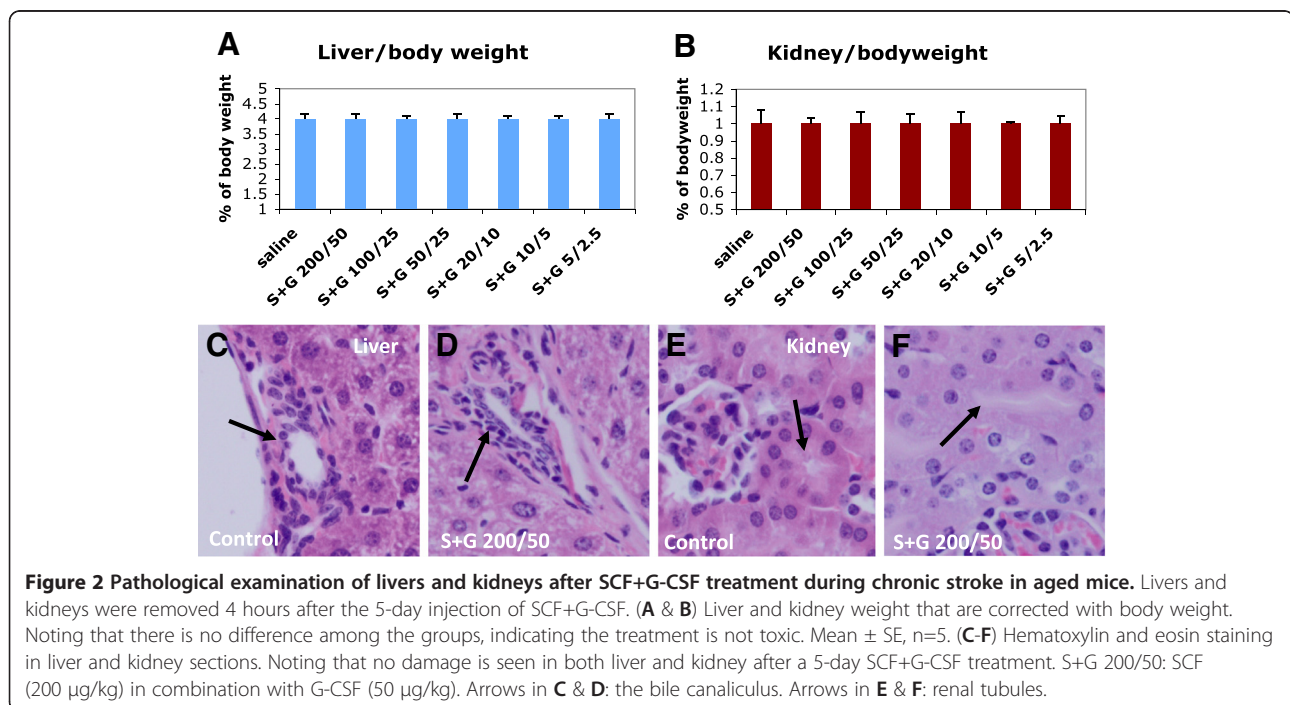 A
Liver/body weight
% of body weight
5
4.5
4
3.5
3
2.5
2
1.5
1
saline
S+G 200/50
S+G 100/25
S+G 50/25
S+G 20/10
S+G 10/5
S+G 5/2.5
B
Kidney/bodyweight
% of bodyweight
1.2
1.1
1
0.9
0.8
0.7
0.6
0.5
saline
S+G 200/50
S+G 100/25
S+G 50/25
S+G 20/10
S+G 10/5
S+G 5/2.5
C
Liver
Control
D
S+G 200/50
E
Kidney
Control
F
S+G 200/50
Figure 2 Pathological examination of livers and kidneys after SCF+G-CSF treatment during chronic stroke in aged mice. Livers and
kidneys were removed 4 hours after the 5-day injection of SCF+G-CSF. (A & B) Liver and kidney weight that are corrected with body weight.
Noting that there is no difference among the groups, indicating the treatment is not toxic. Mean ± SE, n=5. (C-F) Hematoxylin and eosin staining
in liver and kidney sections. Noting that no damage is seen in both liver and kidney after a 5-day SCF+G-CSF treatment. S+G 200/50: SCF
(200 μg/kg) in combination with G-CSF (50 μg/kg). Arrows in C & D: the bile canaliculus. Arrows in E & F: renal tubules.